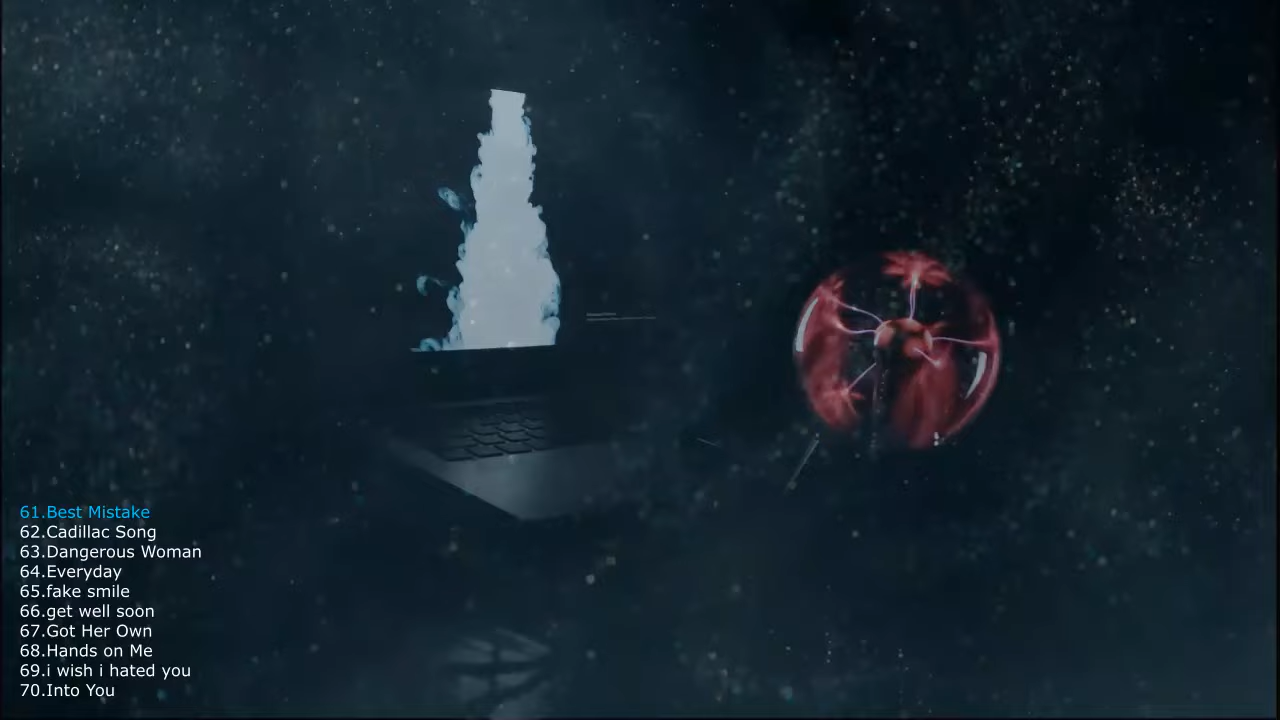 61.Best Mistake
62.Cadillac Song
63.Dangerous Woman
64.Everyday
65.fake smile
66.get well soon
67.Got Her Own
68.Hands on Me
69.i wish i hated you
70.Into You